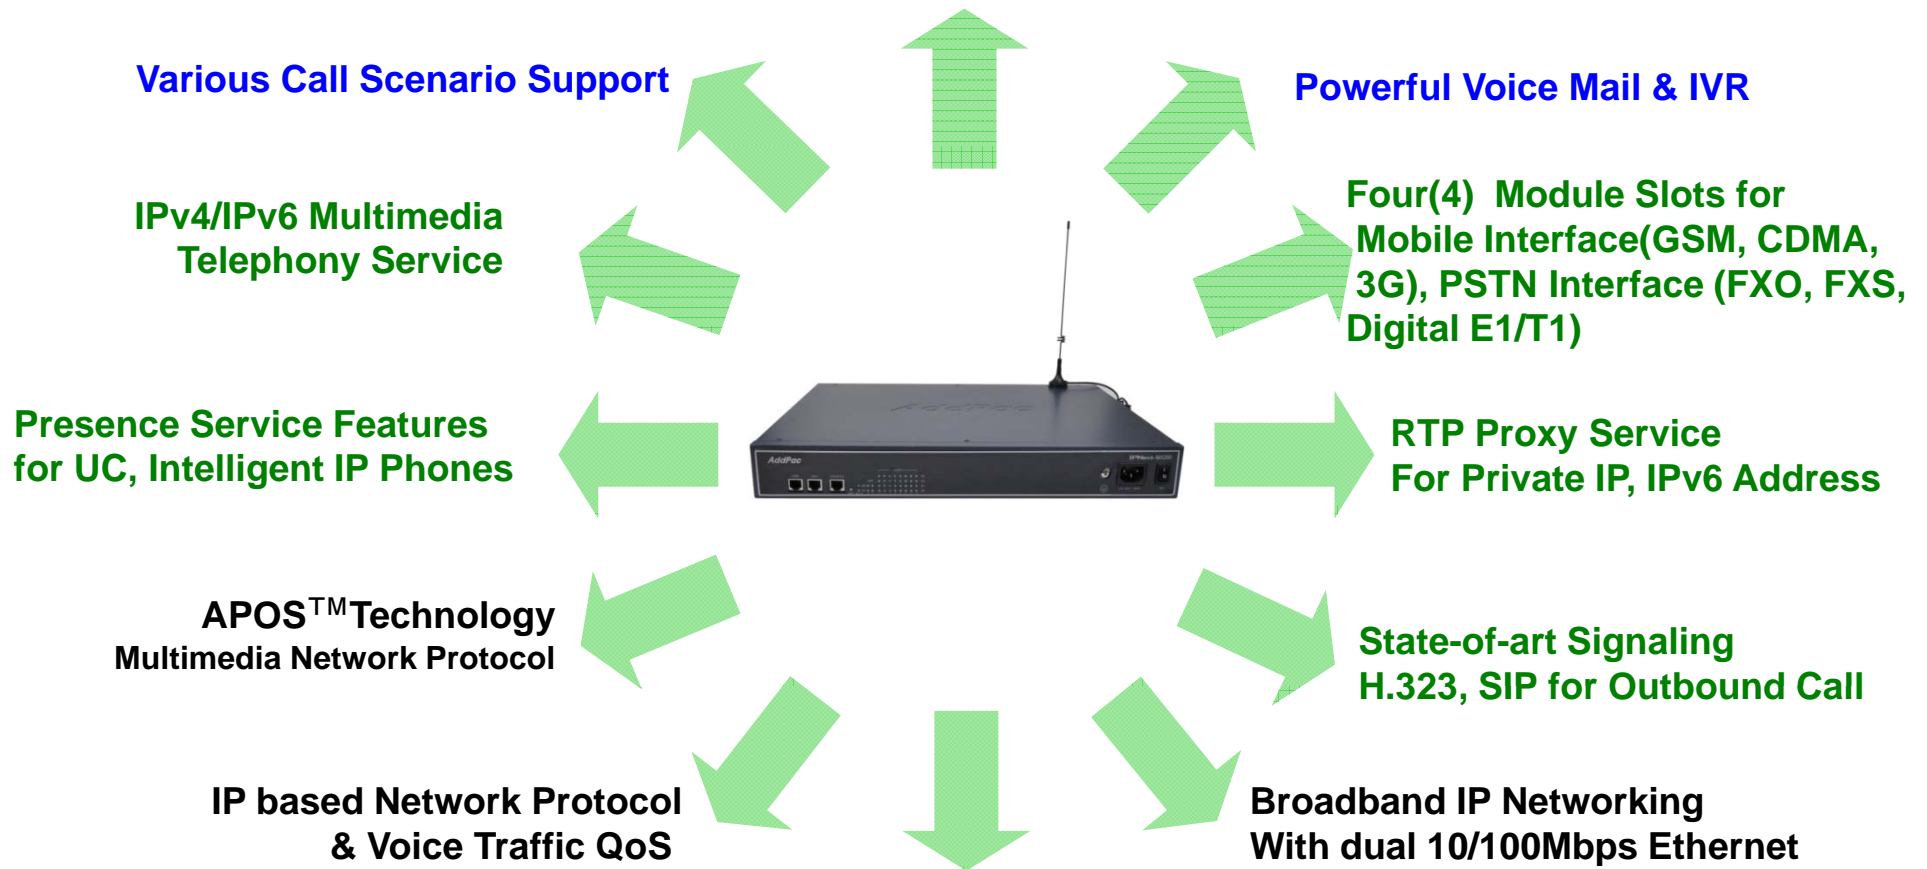 Various Call Scenario Support
Powerful Voice Mail & IVR
IPv4/IPv6 Multimedia
Telephony Service
Four(4) Module Slots for
Mobile Interface(GSM, CDMA,
3G), PSTN Interface (FXO, FXS,
Digital E1/T1)
Presence Service Features
for UC, Intelligent IP Phones
AddPac
AddPac
RTP Proxy Service
For Private IP, IPv6 Address
APOS™Technology
Multimedia Network Protocol
State-of-art Signaling
H.323, SIP for Outbound Call
IP based Network Protocol
& Voice Traffic QoS
Broadband IP Networking
With dual 10/100Mbps Ethernet